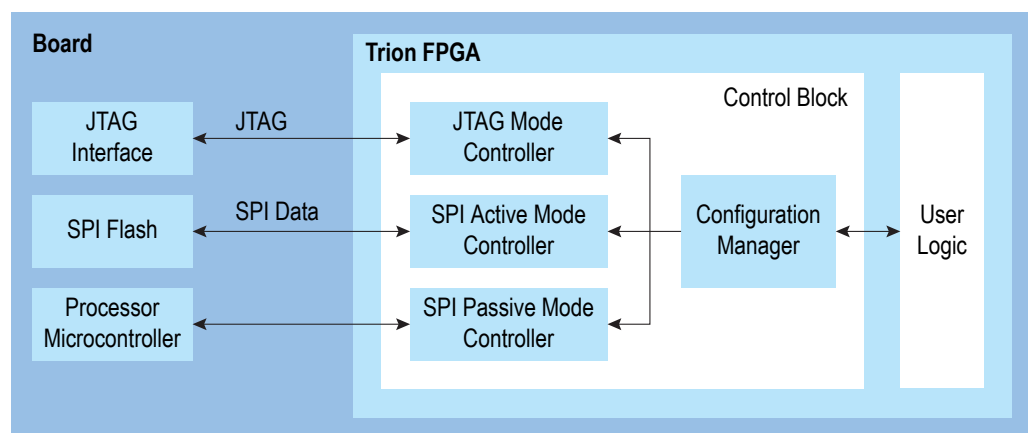 Board
Trion FPGA
Control Block
JTAG
Interface
JTAG
JTAG Mode
Controller
SPI Flash
SPI Data
SPI Active Mode
Controller
Configuration
Manager
User
Logic
Processor
Microcontroller
SPI Passive Mode
Controller